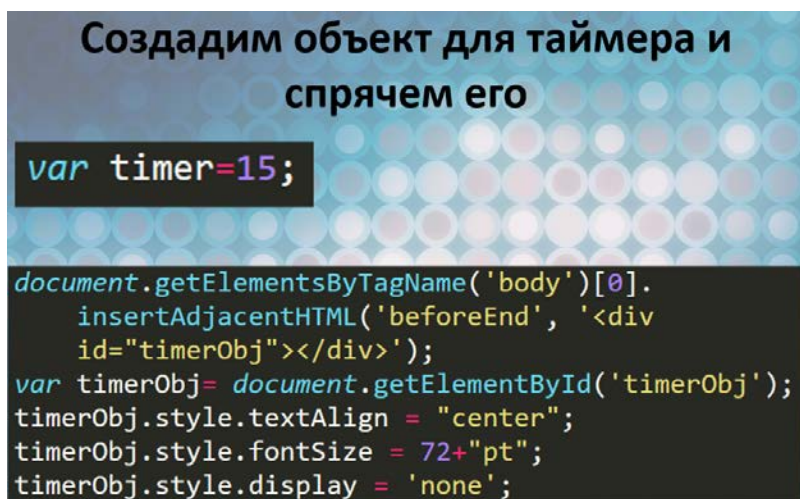 Создадим объект для таймера и
спрячем его
var timer=15;
document.getElementsByTagName('body')[0].
insertAdjacentHTML('beforeEnd', '<div
id="timerObj"></div>');
var timerObj= document.getElementById('timerObj');
timerObj.style.textAlign = "center";
timerObj.style.fontSize = 72+"pt";
timerObj.style.display = 'none';